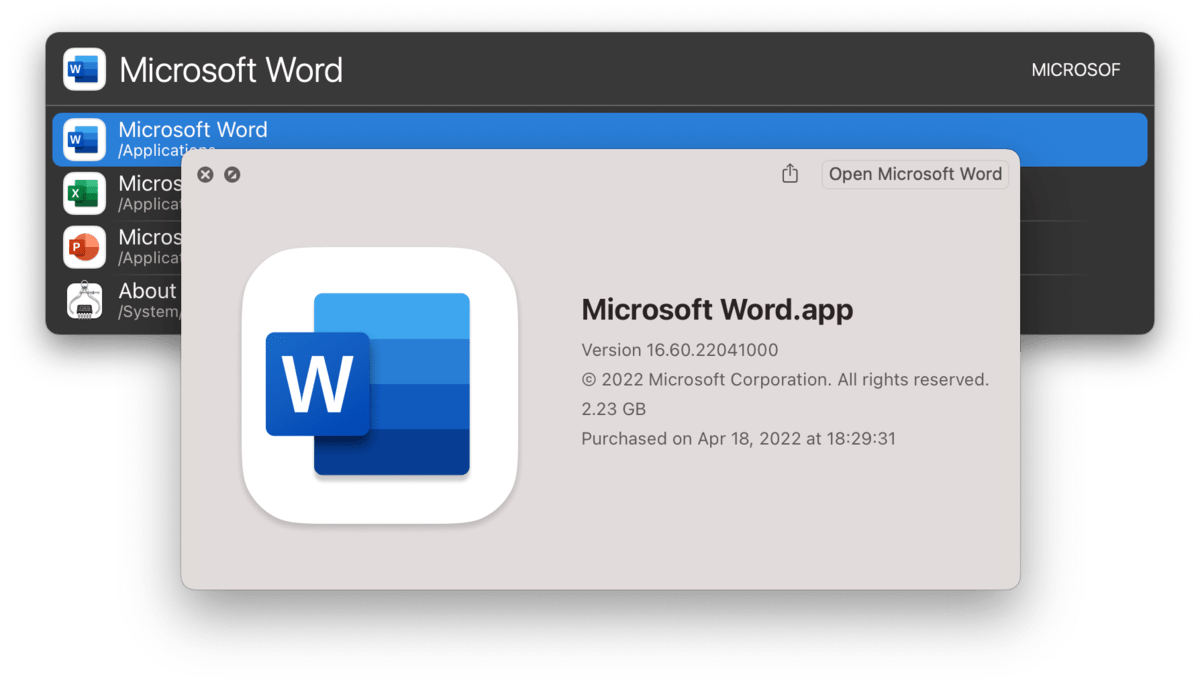 Microsoft Word
MICROSOF
W
Microsoft Word
W
/Applications
X
Micros
/Applicat
P
Micros
/Applicat
About
/System/
Open Microsoft Word
W
Microsoft Word.app
Version 16.60.22041000
© 2022 Microsoft Corporation. All rights reserved.
2.23 GB
Purchased on Apr 18, 2022 at 18:29:31